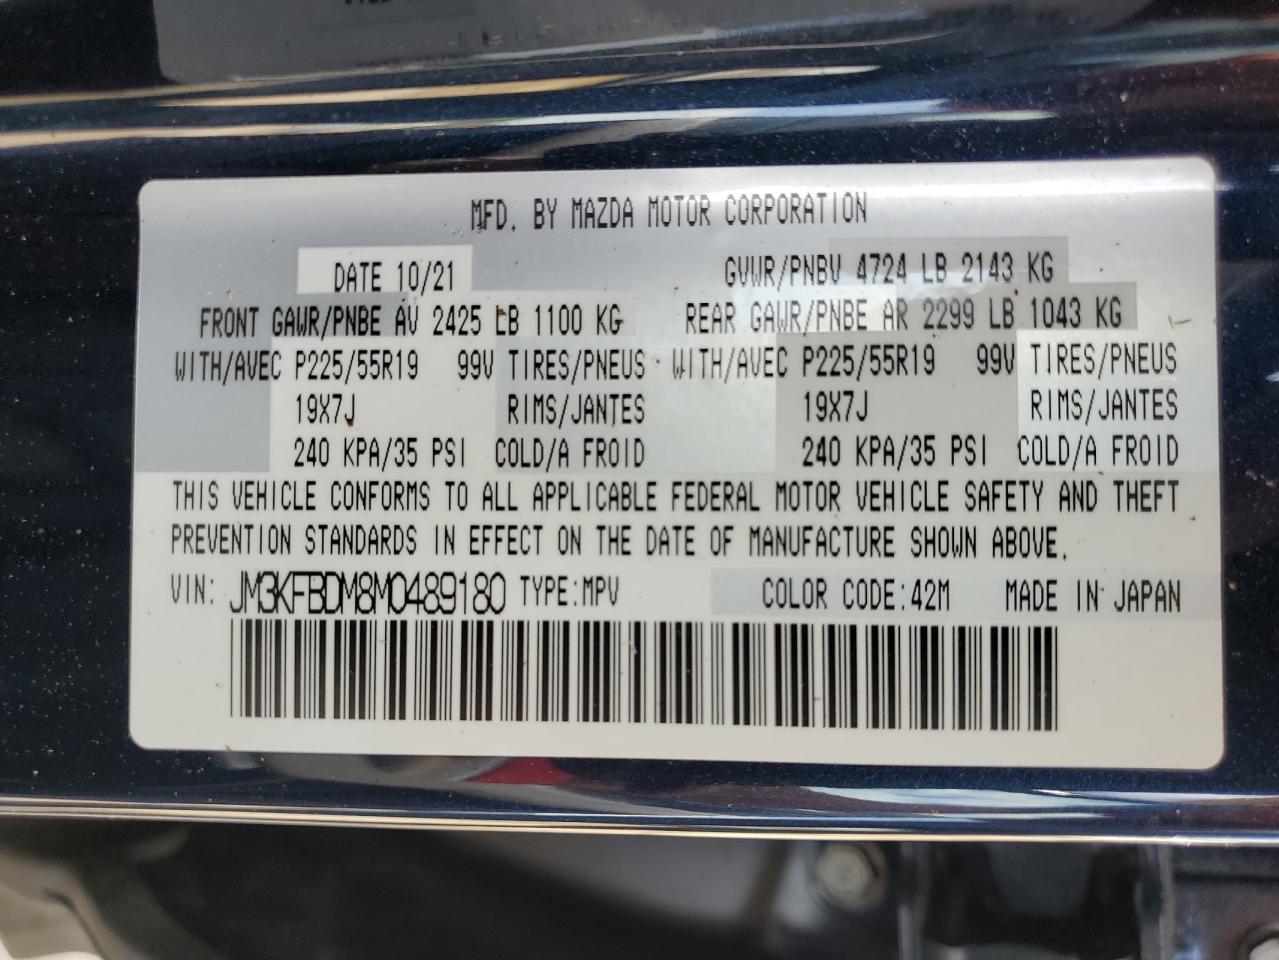 MFD. BY MAZDA MOTOR CORPORATION
DATE 10/21 GVWR/PNBV 4724 LB 2143 KG
FRONT GAWR/PNBE AV 2425 LB 1100 KG REAR GAWR/PNBE AR 2299 LB 1043 KG
WITH/AVEC P225/55R19 99V TIRES/PNEUS WITH/AVEC P225/55R19 99V TIRES/PNEUS
19X7J RIMS/JANTES 19X7J RIMS/JANTES
240 KPA/35 PSI COLD/A FROID 240 KPA/35 PSI COLD/A FROID
THIS VEHICLE CONFORMS TO ALL APPLICABLE FEDERAL MOTOR VEHICLE SAFETY AND THEFT
PREVENTION STANDARDS IN EFFECT ON THE DATE OF MANUFACTURE SHOWN ABOVE.
VIN: JM3KFBDM8M0489180 TYPE:MPV COLOR CODE:42M MADE IN JAPAN